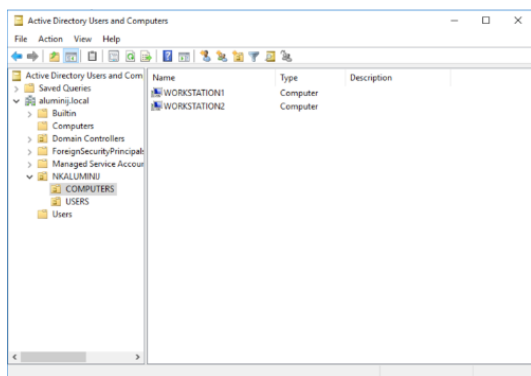 Active Directory Users and Computers
File Action View Help
Active Directory Users and Com
Saved Queries
aluminij.local
Builtin
Computers
Domain Controllers
ForeignSecurityPrincipals
Managed Service Accour
NKALUMINIJ
COMPUTERS
USERS
Users
Name Type Description
WORKSTATION1 Computer
WORKSTATION2 Computer